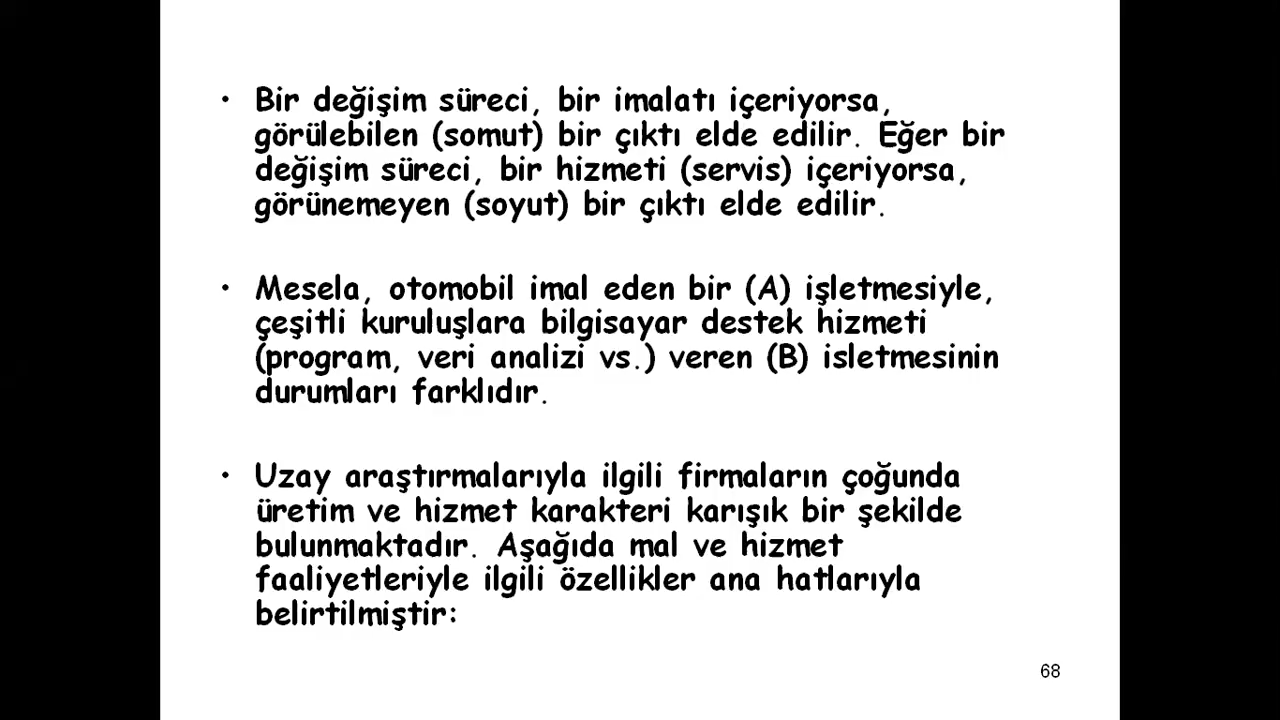 • Bir değişim süreci, bir imalatı içeriyorsa,
görülebilen (somut) bir çıktı elde edilir. Eğer bir
değişim süreci, bir hizmeti (servis) içeriyorsa,
görünemeyen (soyut) bir çıktı elde edilir.
• Mesela, otomobil imal eden bir (A) işletmesiyle,
çeşitli kuruluşlara bilgisayar destek hizmeti
(program, veri analizi vs.) veren (B) isletmesinin
durumları farklıdır.
• Uzay araştırmalarıyla ilgili firmaların çoğunda
üretim ve hizmet karakteri karışık bir şekilde
bulunmaktadır. Aşağıda mal ve hizmet
faaliyetleriyle ilgili özellikler ana hatlarıyla
belirtilmiştir:
68